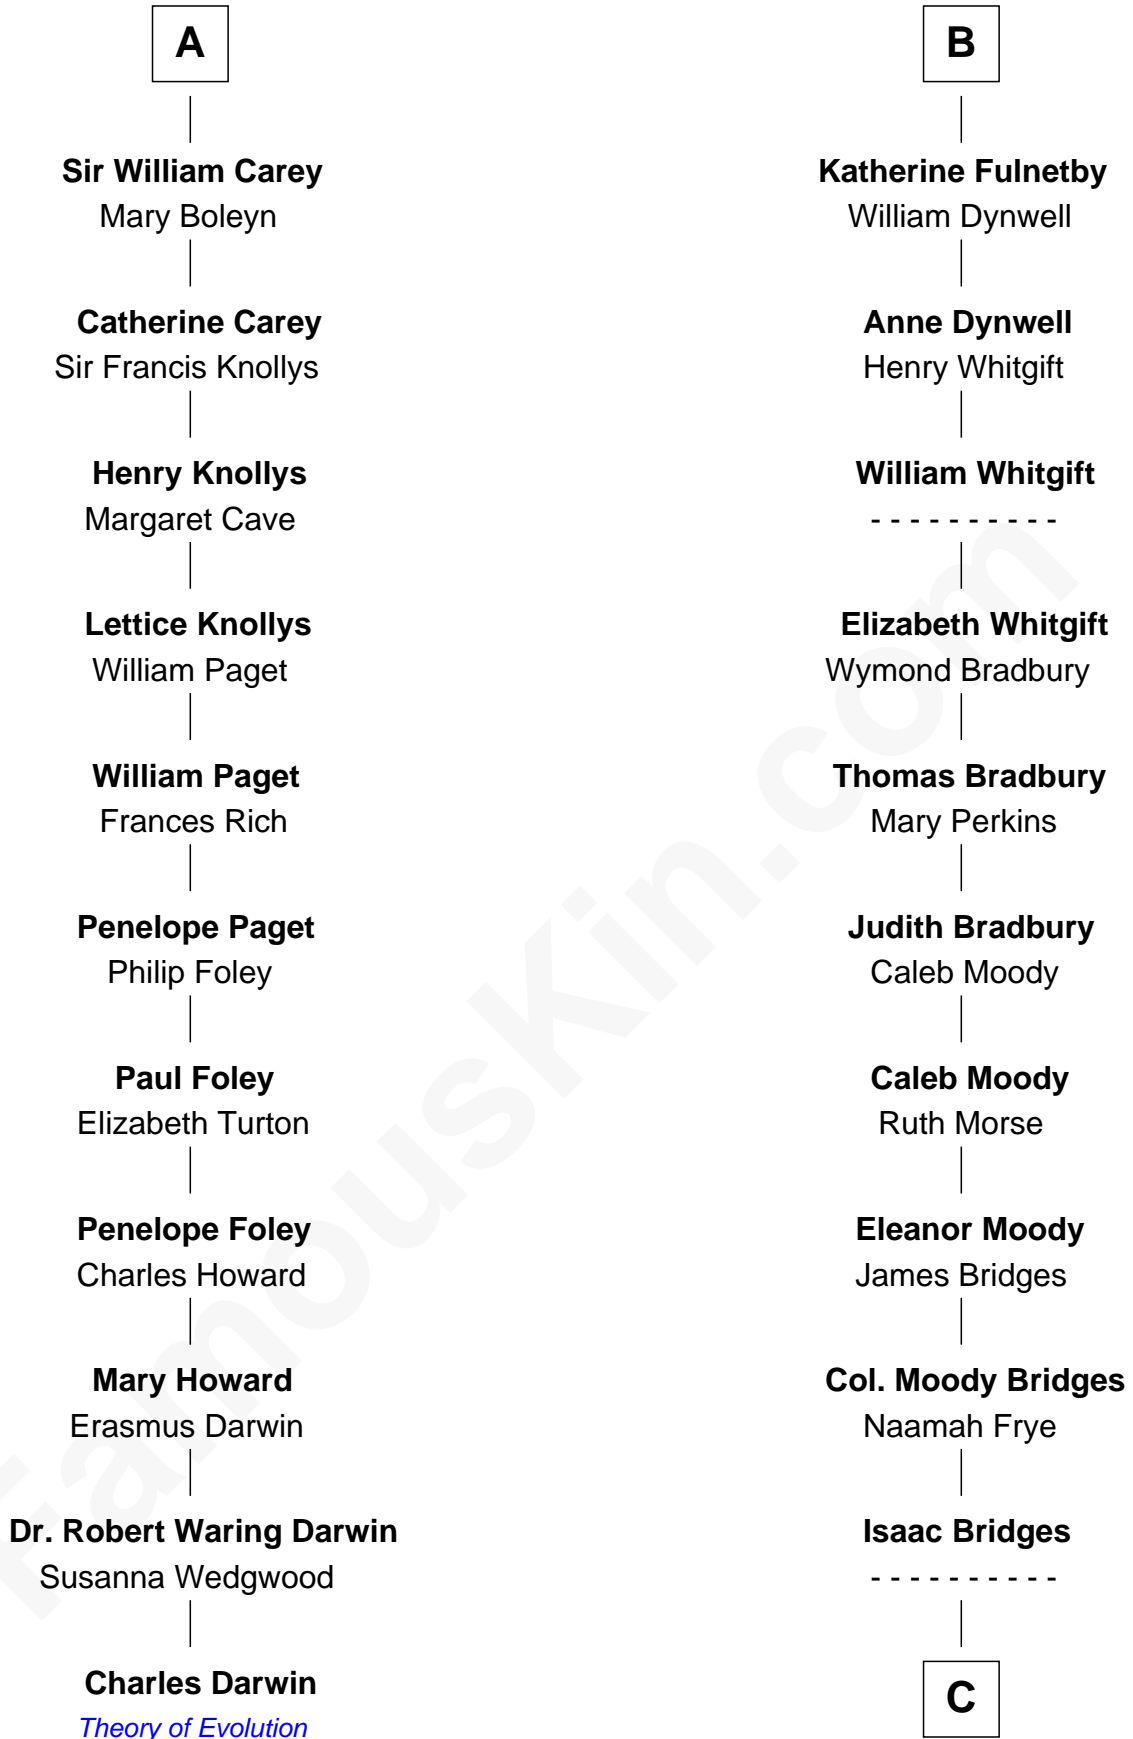 A
Sir William Carey
Mary Boleyn
Catherine Carey
Sir Francis Knollys
Henry Knollys
Margaret Cave
Lettice Knollys
William Paget
William Paget
Frances Rich
Penelope Paget
Philip Foley
Paul Foley
Elizabeth Turton
Penelope Foley
Charles Howard
Mary Howard
Erasmus Darwin
Dr. Robert Waring Darwin
Susanna Wedgwood
Charles Darwin
Theory of Evolution
B
Katherine Fulnetby
William Dynwell
Anne Dynwell
Henry Whitgift
William Whitgift
- - - - - - - - - -
Elizabeth Whitgift
Wymond Bradbury
Thomas Bradbury
Mary Perkins
Judith Bradbury
Caleb Moody
Caleb Moody
Ruth Morse
Eleanor Moody
James Bridges
Col. Moody Bridges
Naamah Frye
Isaac Bridges
- - - - - - - - - -
C
FamousKin.com